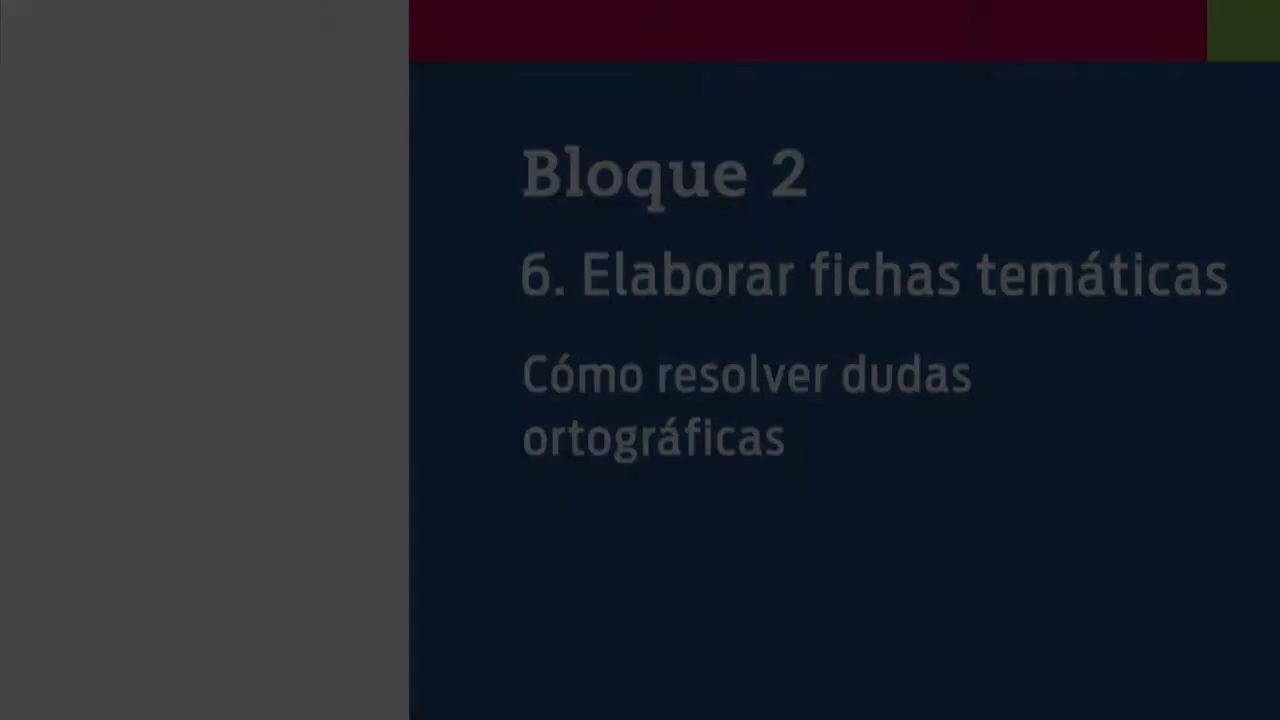 Bloque 2
6. Elaborar fichas temáticas
Cómo resolver dudas
ortográficas